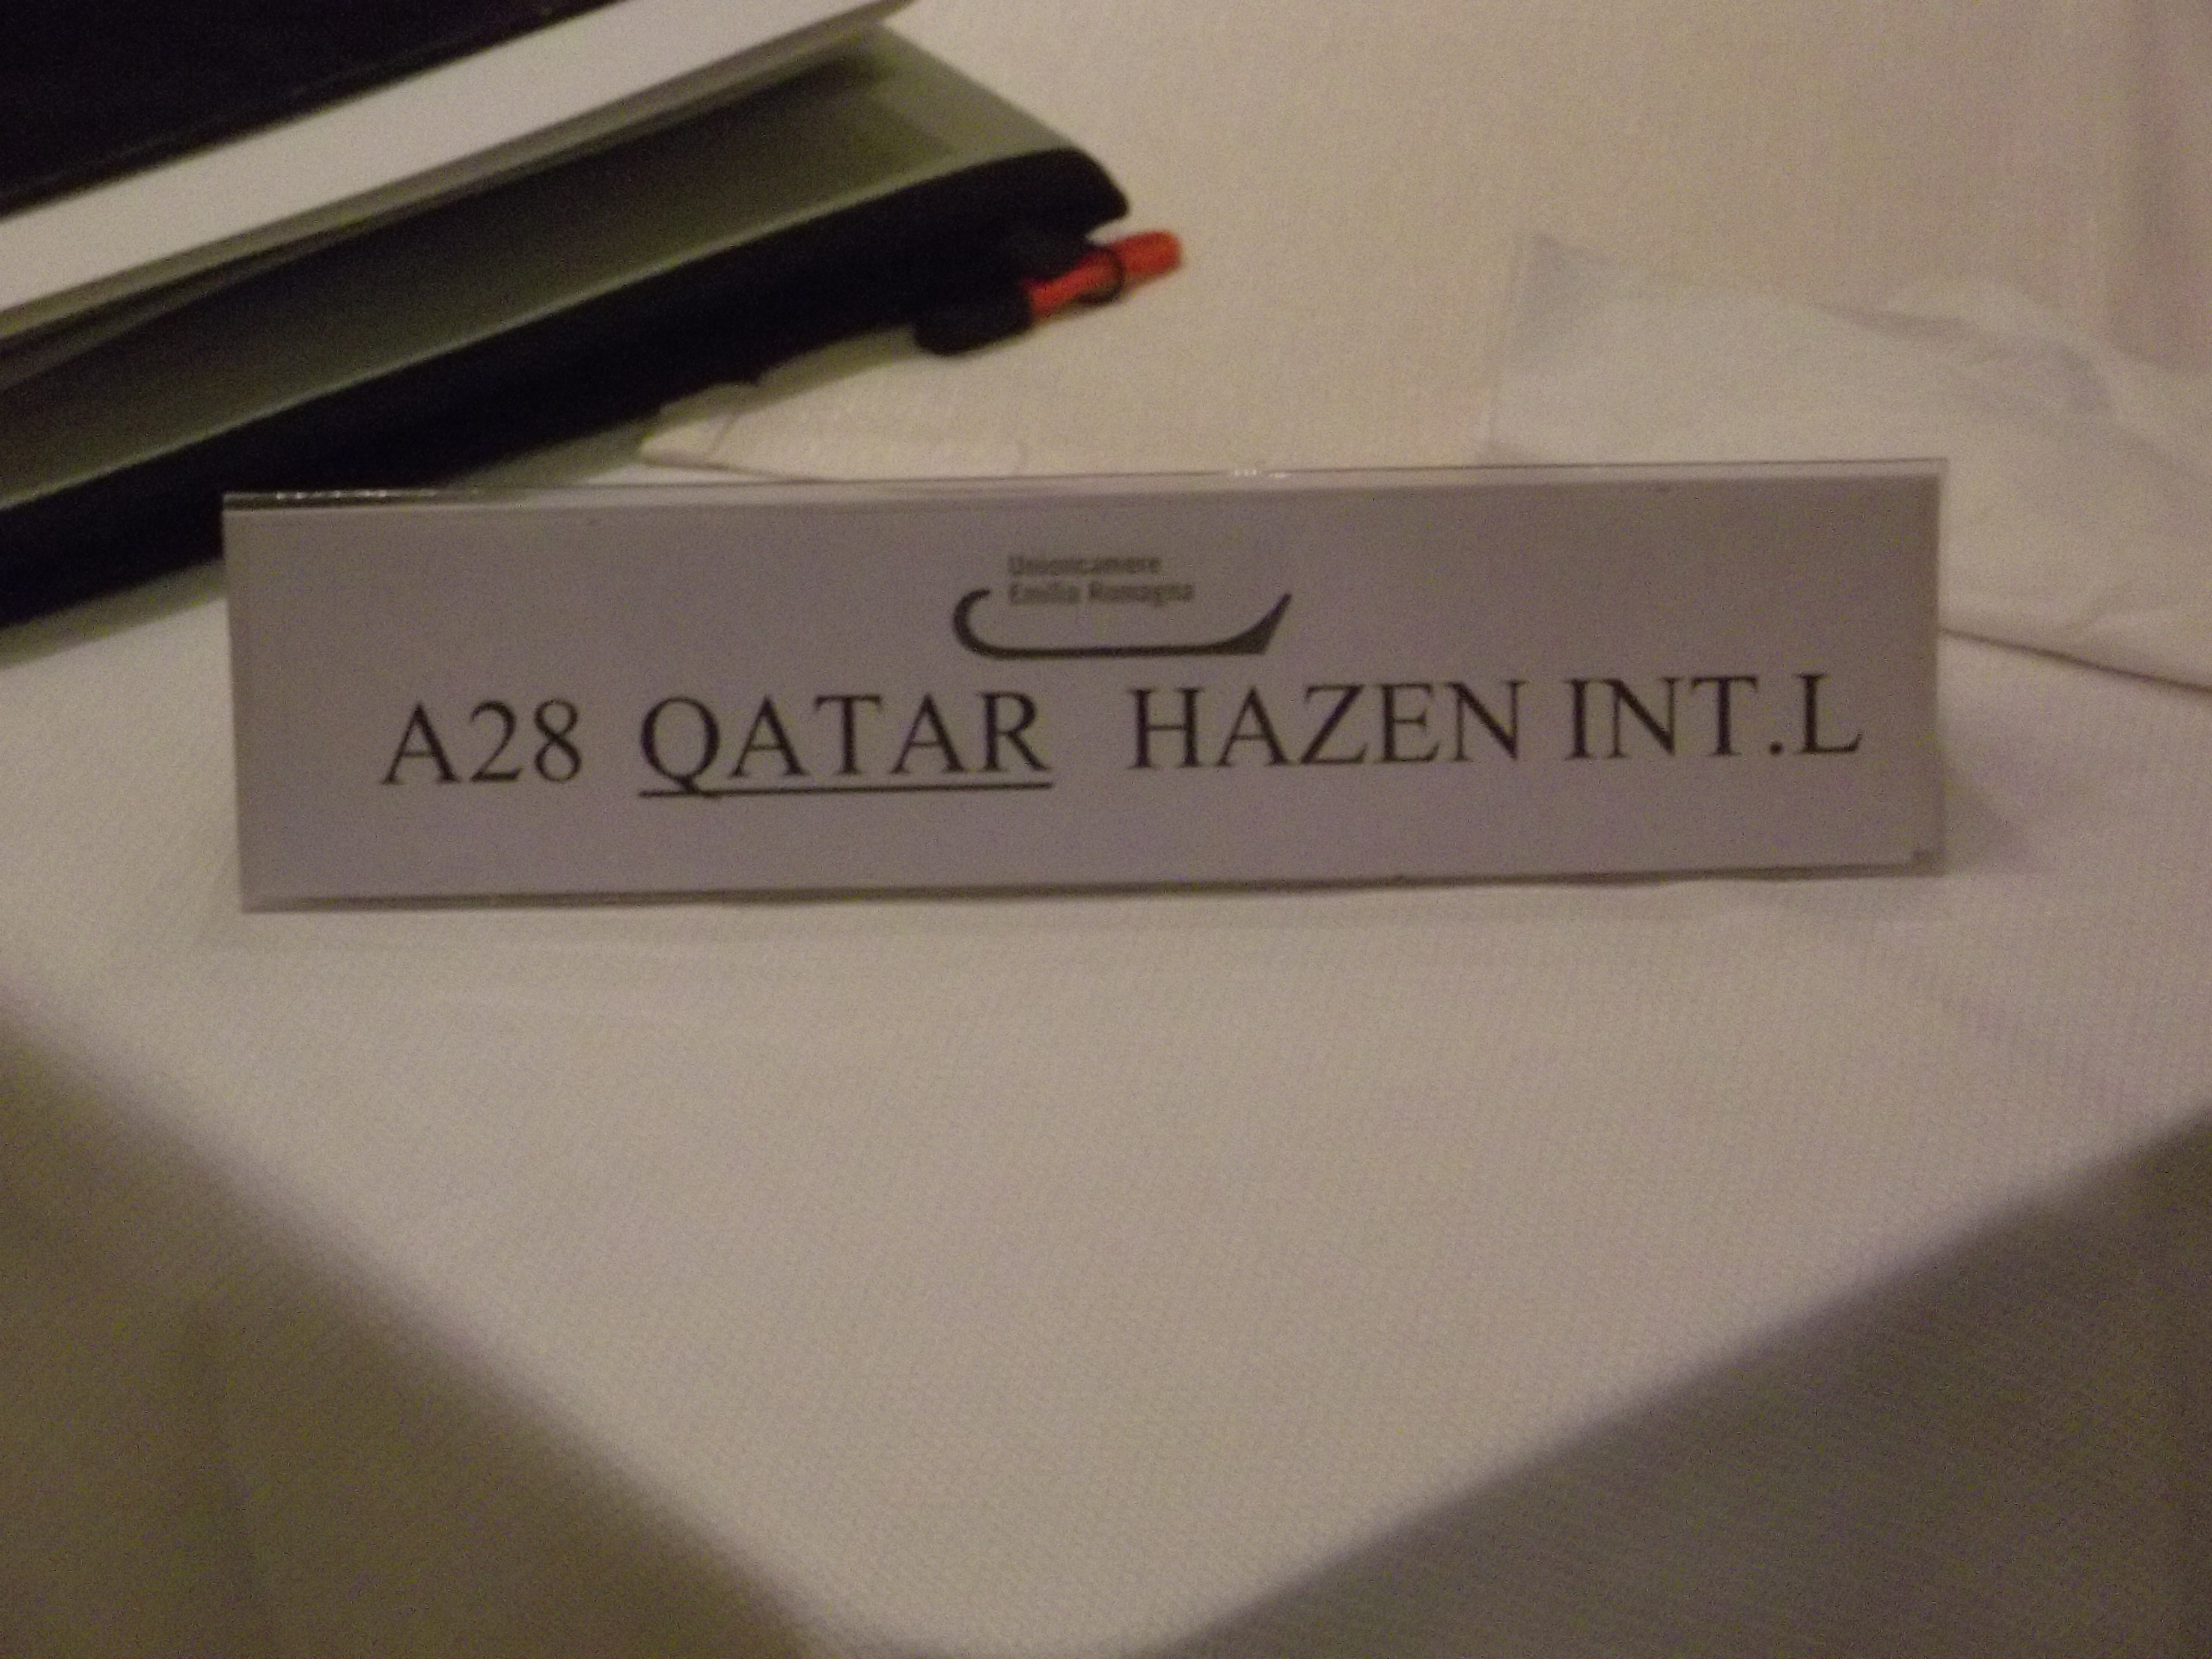 Unioncamere
Emilia Romagna
A28 QATAR HAZEN INT.L